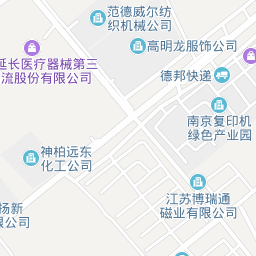 范德威尔纺
织机械公司
高明龙服饰公司
延长医疗器械第三
流股份有限公司
德邦快递
南京复印机
绿色产业园
神柏远东
化工公司
江苏博瑞通
磁业有限公司
扬新
限公司